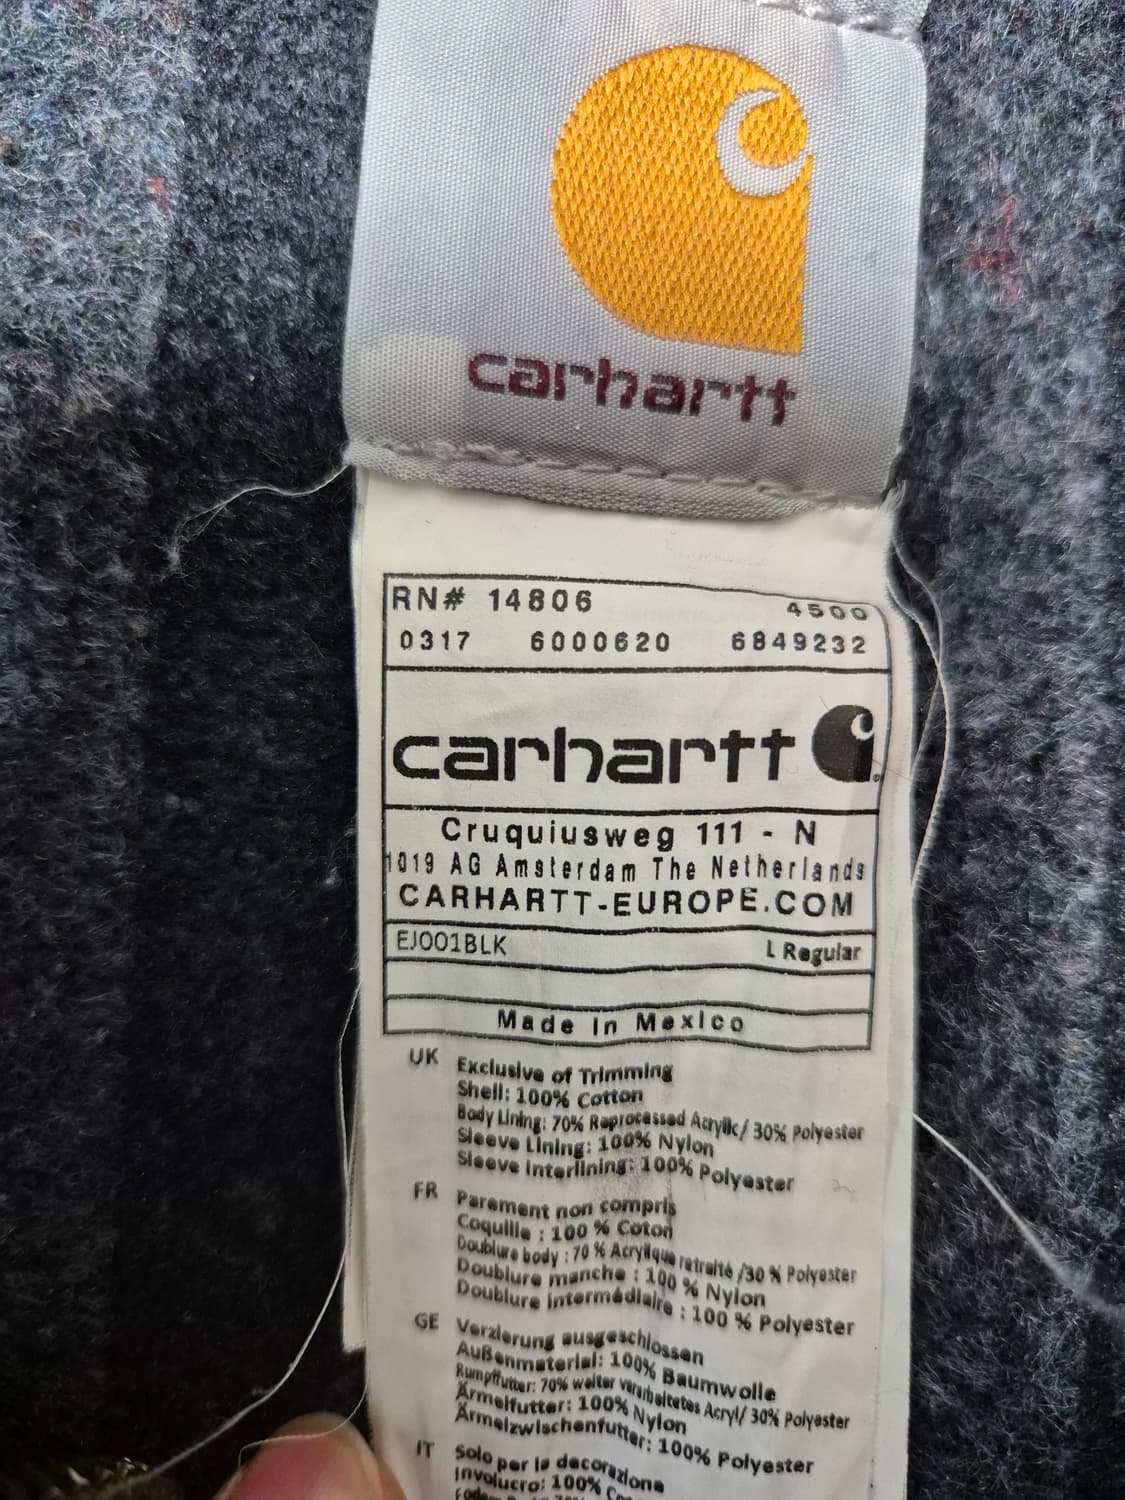 carhartt
RN# 14806 4500
0317 6000620 6849232
carhartt
Cruquiusweg 111 - N
1019 AG Amsterdam The Netherlands
CARHARTT-EUROPE.COM
EJ001BLK L Regular
Made In Mexico
UK Exclusive of Trimming
Shell: 100% Cotton
Body Lining: 70% Reprocessed Acrylic/ 30% Polyester
Sleeve Lining: 100% Nylon
Sleeve Interlining: 100% Polyester
FR Parement non compris
Coquille : 100 % Coton
Doublure body : 70 % Acrylique retraité /30 % Polyester
Doublure manche : 100 % Nylon
Doublure intermédiaire : 100 % Polyester
GE Verzierung ausgeschlossen
Außenmaterial: 100% Baumwolle
Rumpffutter: 70% weiter verarbeitetes Acryl/ 30% Polyester
Ärmelfutter: 100% Nylon
Ärmelzwischenfutter: 100% Polyester
IT Solo per la decorazione
Involucro: 100%